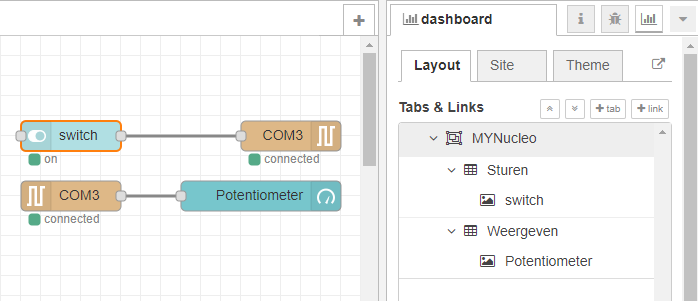 dashboard
Layout Site Theme
Tabs & Links
+ tab + link
MYNucleo
Sturen
switch
Weergeven
Potentiometer
switch
on
COM3
connected
COM3
connected
Potentiometer